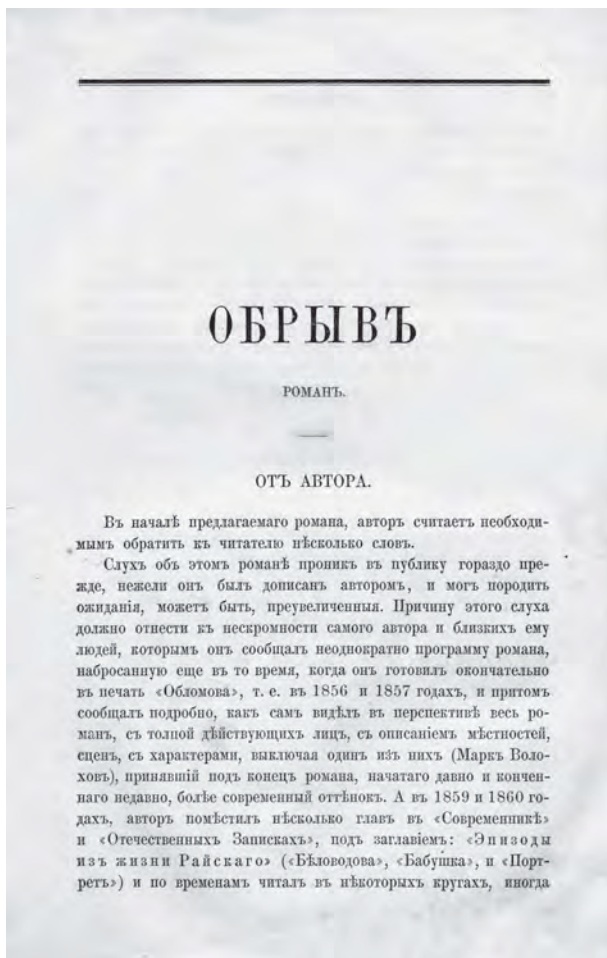 ОБРЫВЪ
РОМАНЪ.
ОТЪ АВТОРА.
Въ началѣ предлагаемаго романа, авторъ считаетъ необходи-
мымъ обратить къ читателю нѣсколько словъ.
Слухъ объ этомъ романѣ проникъ въ публику гораздо пре-
жде, нежели онъ былъ дописанъ авторомъ, и могъ породить
ожиданія, можетъ быть, преувеличенныя. Причину этого слуха
должно отнести къ нескромности самого автора и близкихъ ему
людей, которымъ онъ сообщалъ неоднократно программу романа,
набросанную еще въ то время, когда онъ готовилъ окончательно
въ печать «Обломова», т. е. въ 1856 и 1857 годахъ, и притомъ
сообщалъ подробно, какъ самъ видѣлъ въ перспективѣ весь ро-
манъ, съ толпой дѣйствующихъ лицъ, съ описаніемъ мѣстностей,
сценъ, съ характерами, выключая одинъ изъ нихъ (Маркъ Воло-
ховъ), принявшій подъ конецъ романа, начатаго давно и кончен-
наго недавно, болѣе современный оттѣнокъ. А въ 1859 и 1860 го-
дахъ, авторъ помѣстилъ нѣсколько главъ въ «Современникѣ»
и «Отечественныхъ Запискахъ», подъ заглавіемъ: «Эпизоды
изъ жизни Райскаго» («Бѣловодова», «Бабушка», и «Порт-
ретъ») и по временамъ читалъ въ нѣкоторыхъ кругахъ, иногда